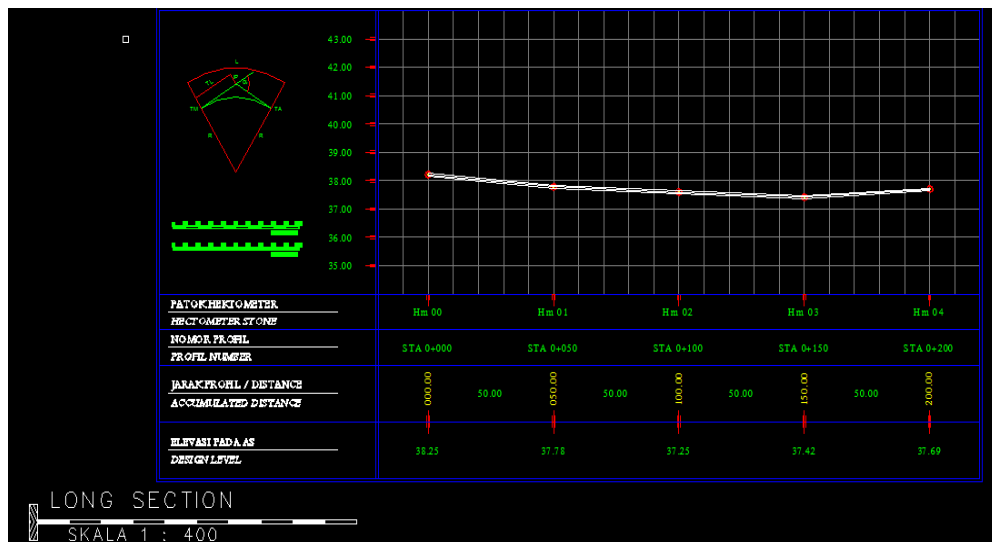 43.00
42.00
41.00
40.00
39.00
38.00
37.00
36.00
35.00
L
TL
P
TM
TA
R
R
PATOK HEKTOMETER
HECTOMETER STONE
Hm 00
Hm 01
Hm 02
Hm 03
Hm 04
NOMOR PROFIL
PROFIL NUMBER
STA 0+000
STA 0+050
STA 0+100
STA 0+150
STA 0+200
JARAK PROFIL / DISTANCE
ACCUMULATED DISTANCE
000.00
50.00
050.00
50.00
100.00
50.00
150.00
50.00
200.00
ELEVASI PADA AS
DESIGN LEVEL
38.25
37.78
37.25
37.42
37.69
LONG SECTION
SKALA 1 : 400